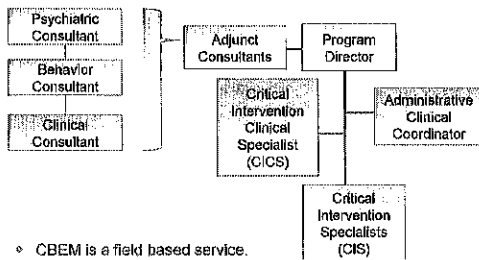 Psychiatric
Consultant
Behavior
Consultant
Clinical
Consultant
Adjunct
Consultants
Program
Director
Critical
Intervention
Clinical
Specialist
(CICS)
Administrative
Clinical
Coordinator
Critical
Intervention
Specialists
(CIS)
◦ CBEM is a field based service.